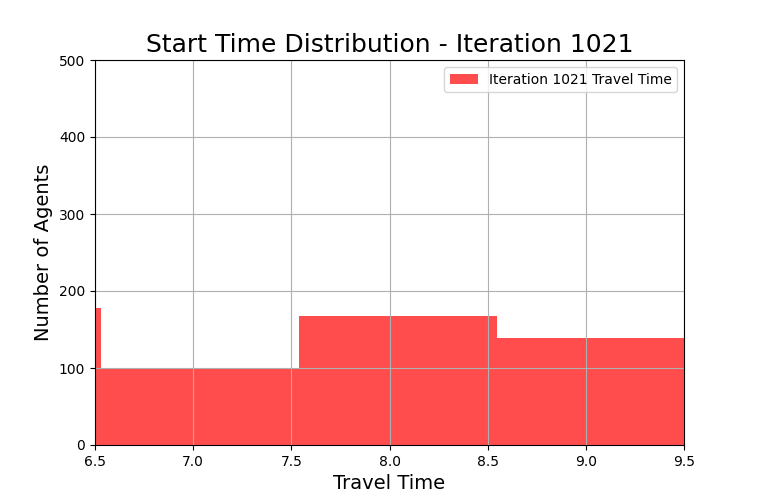 Start Time Distribution - Iteration 1021
Iteration 1021 Travel Time
Number of Agents
500
400
300
200
100
0
6.5 7.0 7.5 8.0 8.5 9.0 9.5
Travel Time